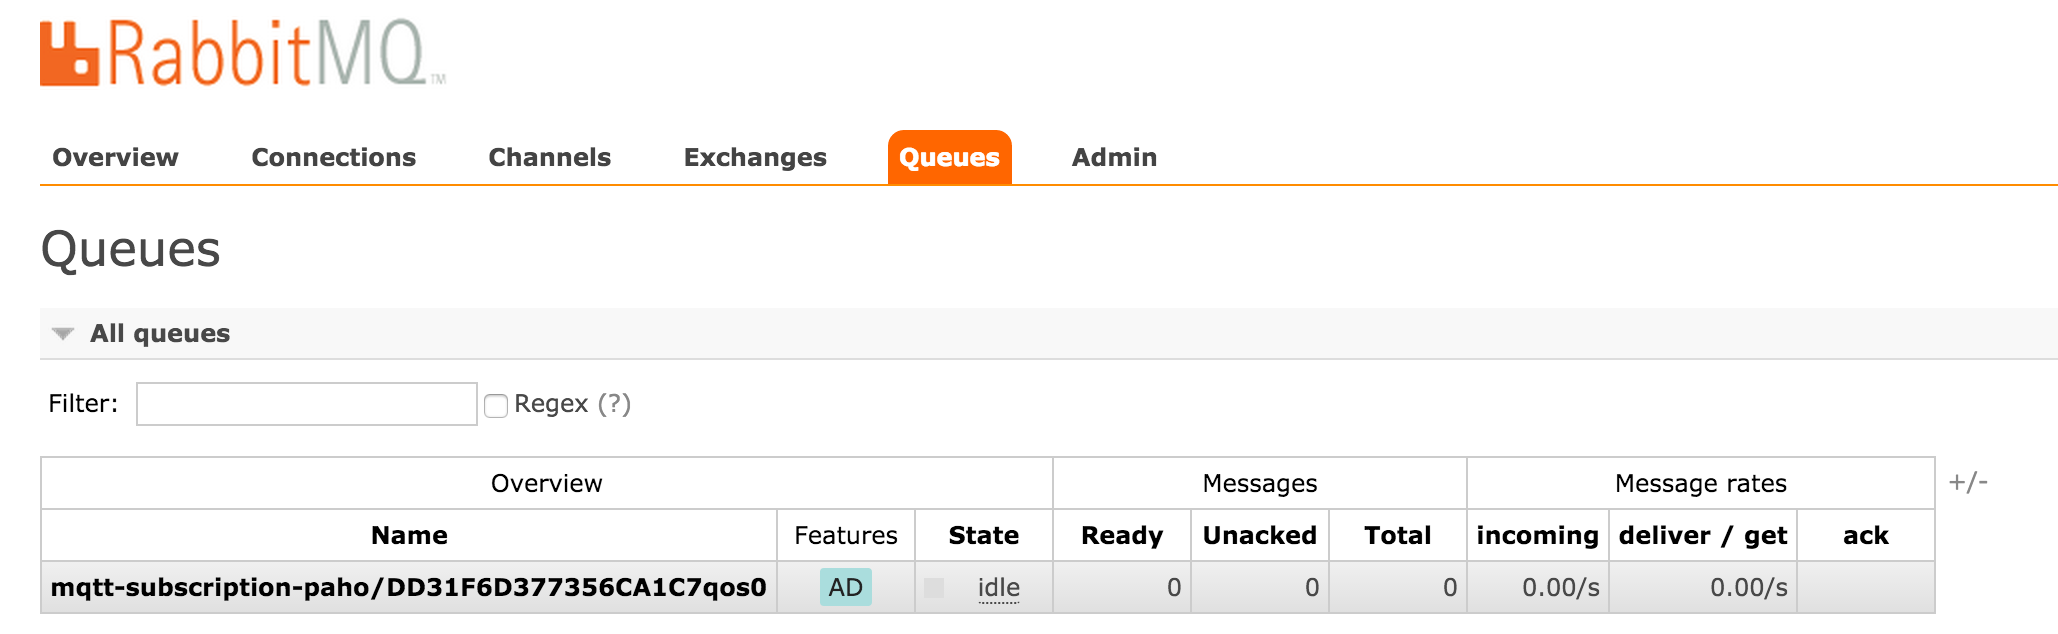 RabbitMQ™
Overview Connections Channels Exchanges Queues Admin
Queues
All queues
Filter: Regex (?)
Overview Messages Message rates +/-
Name Features State Ready Unacked Total incoming deliver / get ack
mqtt-subscription-paho/DD31F6D377356CA1C7qos0 AD idle 0 0 0 0.00/s 0.00/s